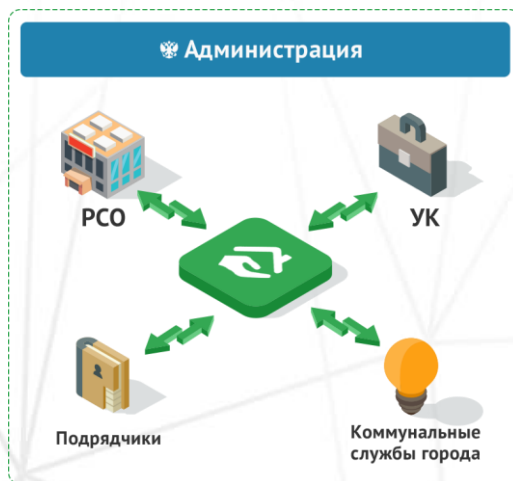 Администрация
РСО
УК
Подрядчики
Коммунальные
службы города